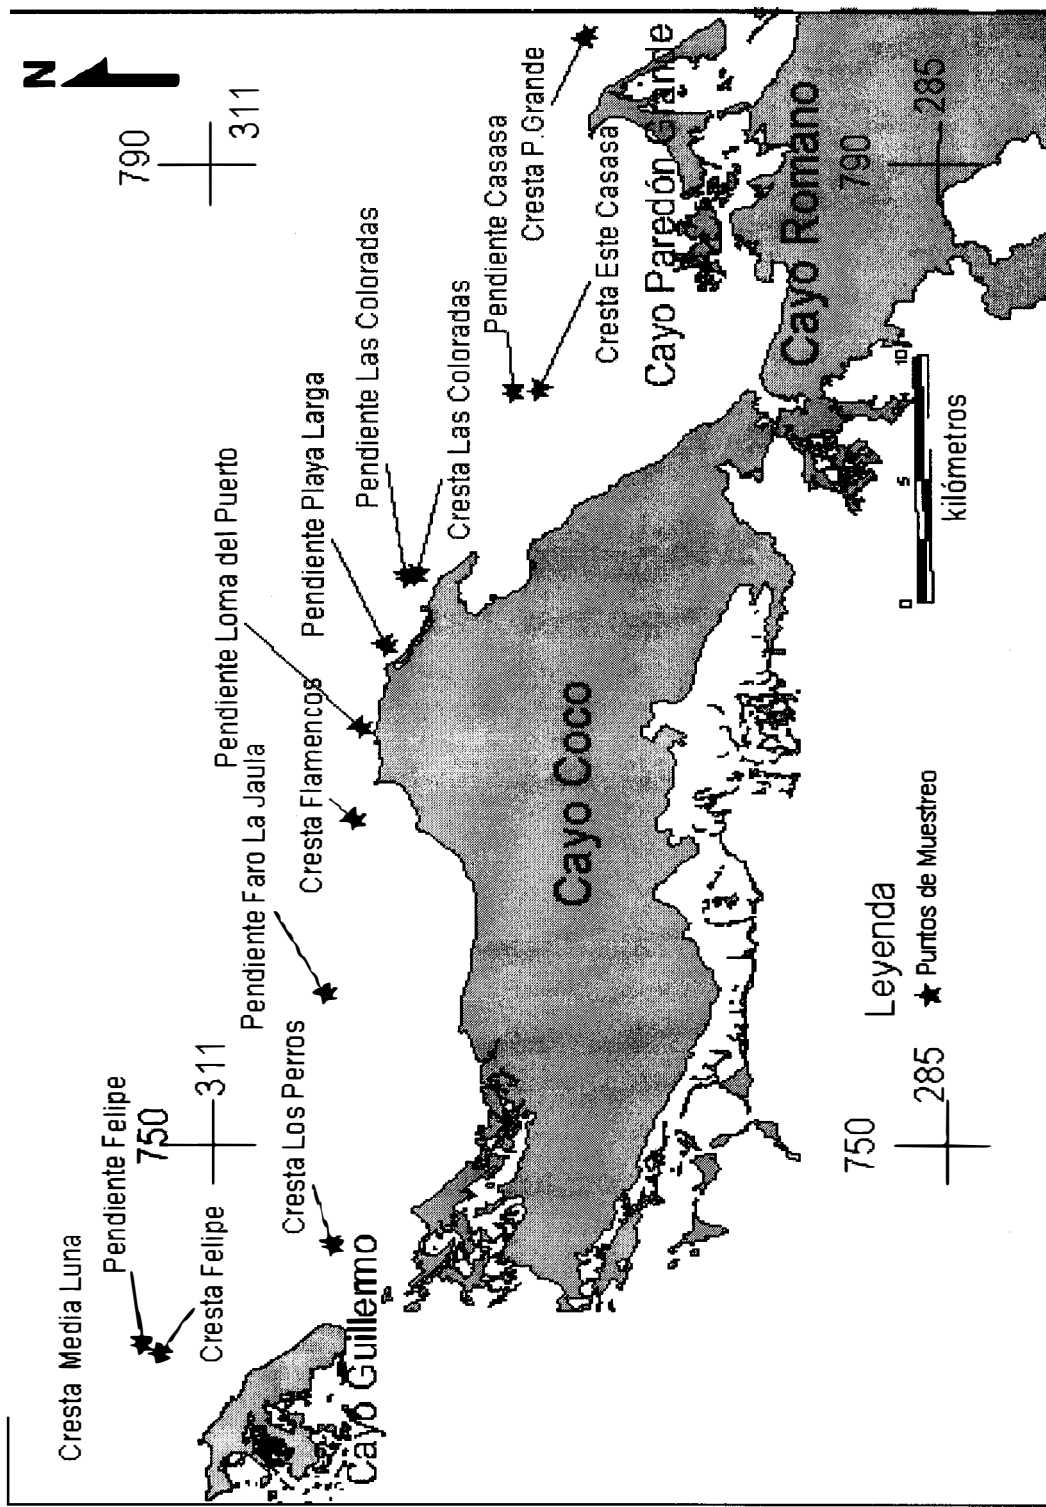 N
790
311
Cresta Media Luna
Pendiente Felipe
750
311
Cresta Felipe
Cresta Los Perros
Pendiente Faro La Jaula
Cresta Flamencos
Pendiente Loma del Puerto
Pendiente Playa Larga
Pendiente Las Coloradas
Cresta Las Coloradas
Pendiente Casasa
Cresta P.Grande
Cresta Este Casasa
Cayo Guillermo
Cayo Coco
Cayo Paredón Grande
Cayo Romano
790
285
750
285
Leyenda
Puntos de Muestreo
0 5 10
kilómetros